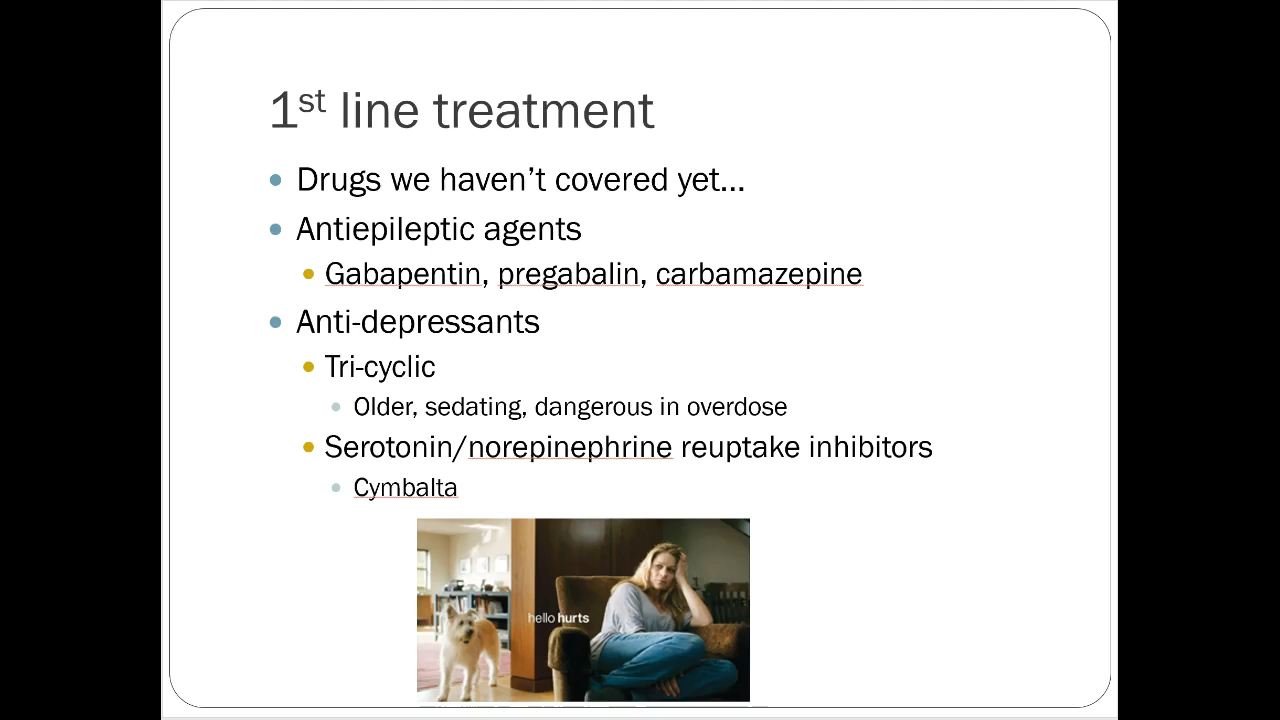 1st line treatment
Drugs we haven't covered yet...
Antiepileptic agents
Gabapentin, pregabalin, carbamazepine
Anti-depressants
Tri-cyclic
Older, sedating, dangerous in overdose
Serotonin/norepinephrine reuptake inhibitors
Cymbalta
hello hurts